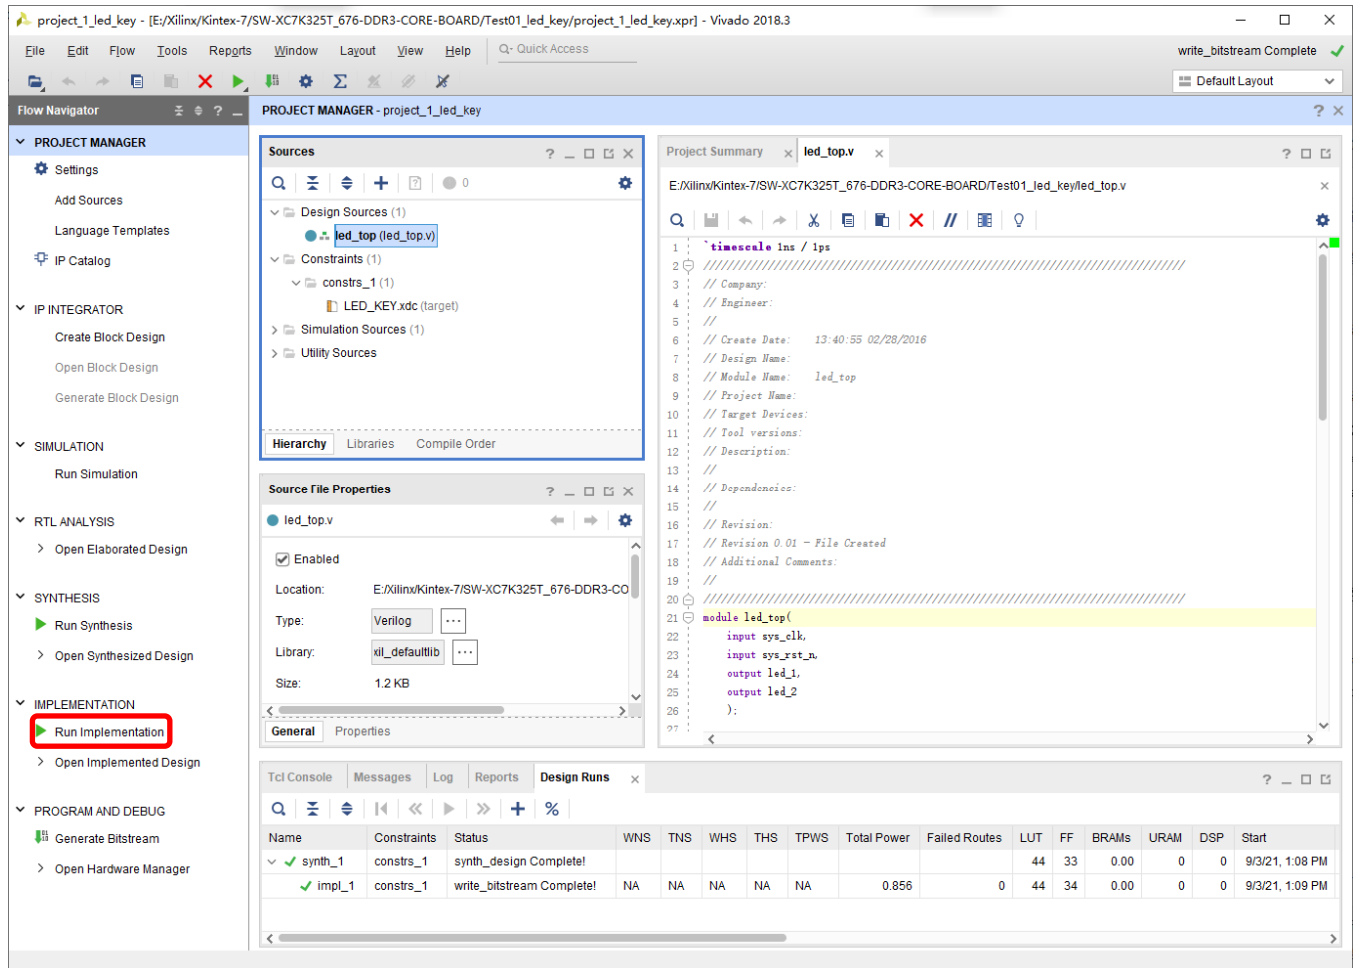 project_1_led_key - [E:/Xilinx/Kintex-7/SW-XC7K325T_676-DDR3-CORE-BOARD/Test01_led_key/project_1_led_key.xpr] - Vivado 2018.3
File Edit Flow Tools Reports Window Layout View Help Quick Access
write_bitstream Complete
Default Layout
Flow Navigator
PROJECT MANAGER - project_1_led_key
PROJECT MANAGER
Settings
Add Sources
Language Templates
IP Catalog
IP INTEGRATOR
Create Block Design
Open Block Design
Generate Block Design
SIMULATION
Run Simulation
RTL ANALYSIS
Open Elaborated Design
SYNTHESIS
Run Synthesis
Open Synthesized Design
IMPLEMENTATION
Run Implementation
Open Implemented Design
PROGRAM AND DEBUG
Generate Bitstream
Open Hardware Manager
Sources
0
Design Sources (1)
led_top (led_top.v)
Constraints (1)
constrs_1 (1)
LED_KEY.xdc (target)
Simulation Sources (1)
Utility Sources
Hierarchy Libraries Compile Order
Source File Properties
led_top.v
Enabled
Location: E:/Xilinx/Kintex-7/SW-XC7K325T_676-DDR3-CO
Type: Verilog ...
Library: xil_defaultlib ...
Size: 1.2 KB
General Properties
Project Summary led_top.v
E:/Xilinx/Kintex-7/SW-XC7K325T_676-DDR3-CORE-BOARD/Test01_led_key/led_top.v
1 `timescale 1ns / 1ps
2 //////////////////////////////////////////////////////////////////////////////////
3 // Company:
4 // Engineer:
5 //
6 // Create Date: 13:40:55 02/28/2016
7 // Design Name:
8 // Module Name: led_top
9 // Project Name:
10 // Target Devices:
11 // Tool versions:
12 // Description:
13 //
14 // Dependencies:
15 //
16 // Revision:
17 // Revision 0.01 - File Created
18 // Additional Comments:
19 //
20 //////////////////////////////////////////////////////////////////////////////////
21 module led_top(
22 input sys_clk,
23 input sys_rst_n,
24 output led_1,
25 output led_2
26 );
27
Tcl Console Messages Log Reports Design Runs
Name Constraints Status WNS TNS WHS THS TPWS Total Power Failed Routes LUT FF BRAMs URAM DSP Start
synth_1 constrs_1 synth_design Complete! 44 33 0.00 0 0 9/3/21, 1:08 PM
impl_1 constrs_1 write_bitstream Complete! NA NA NA NA NA 0.856 0 44 34 0.00 0 0 9/3/21, 1:09 PM